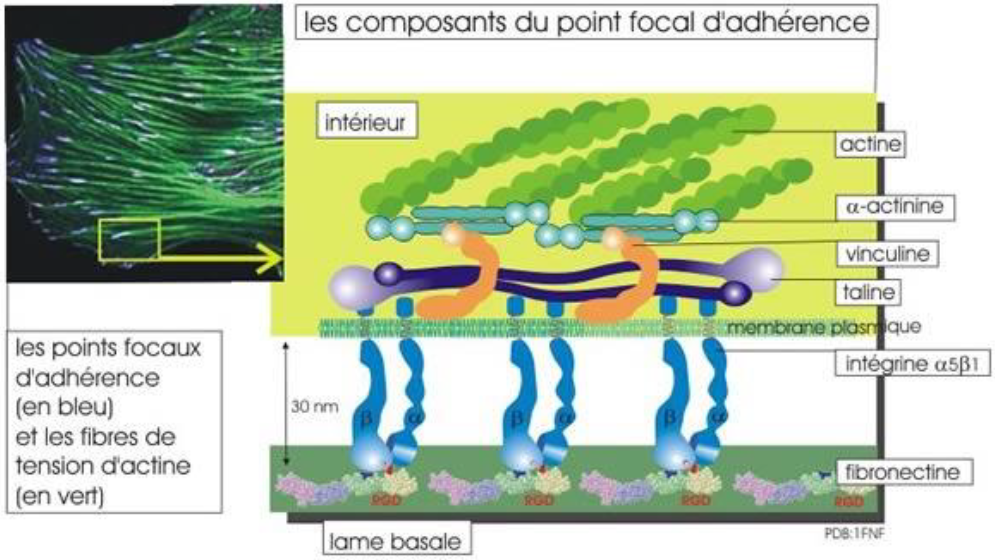 les composants du point focal d'adhérence
intérieur
actine
α-actinine
vinculine
taline
membrane plasmique
intégrine α5β1
les points focaux
d'adhérence
(en bleu)
et les fibres de
tension d'actine
(en vert)
30 nm
β α β α β α
fibronectine
RGD RGD RGD RGD
lame basale
PDB:1FNF